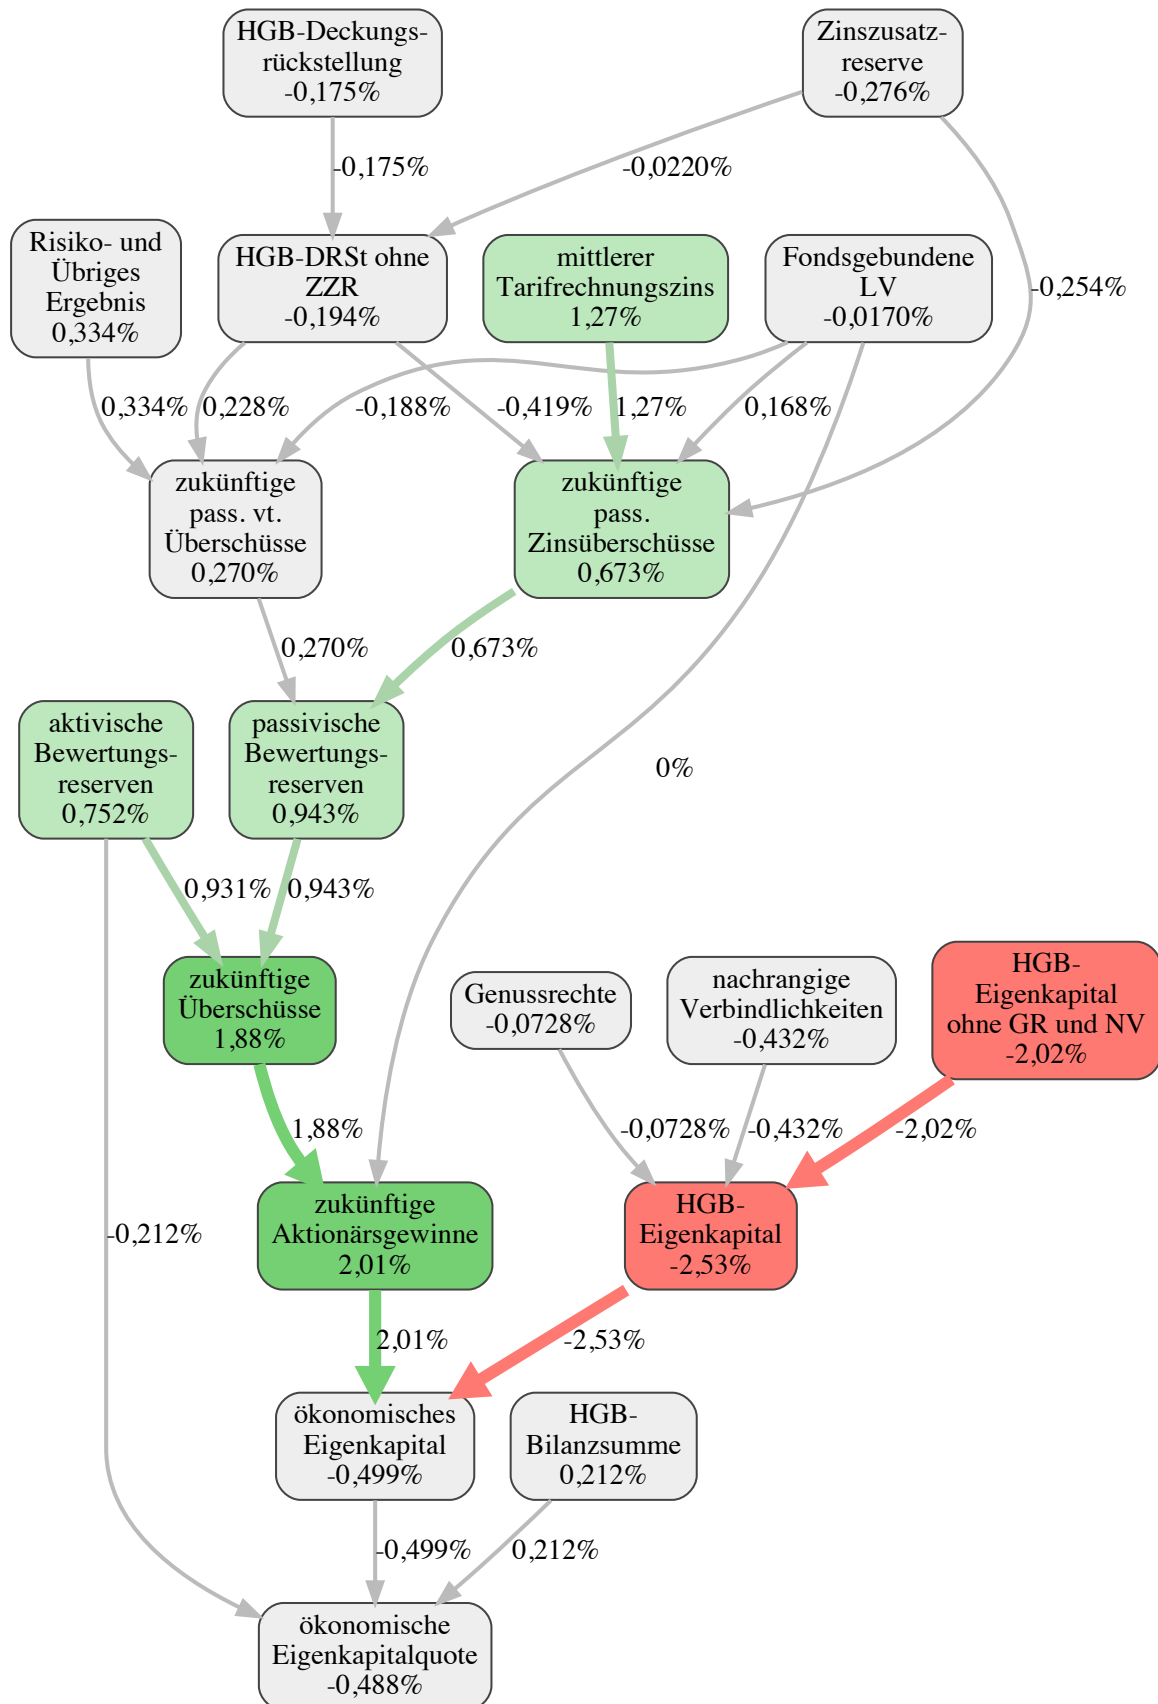 HGB-Deckungs-
rückstellung
-0,175%
Zinszusatz-
reserve
-0,276%
-0,175%
-0,0220%
Risiko- und
Übriges
Ergebnis
0,334%
HGB-DRSt ohne
ZZR
-0,194%
mittlerer
Tarifrechnungszins
1,27%
Fondsgebundene
LV
-0,0170%
-0,254%
0,334%
0,228%
-0,188%
-0,419%
1,27%
0,168%
zukünftige
pass. vt.
Überschüsse
0,270%
zukünftige
pass.
Zinsüberschüsse
0,673%
0,270%
0,673%
aktivische
Bewertungs-
reserven
0,752%
passivische
Bewertungs-
reserven
0,943%
0%
0,931%
0,943%
zukünftige
Überschüsse
1,88%
Genussrechte
-0,0728%
nachrangige
Verbindlichkeiten
-0,432%
HGB-
Eigenkapital
ohne GR und NV
-2,02%
1,88%
-0,0728%
-0,432%
-2,02%
-0,212%
zukünftige
Aktionärsgewinne
2,01%
HGB-
Eigenkapital
-2,53%
2,01%
-2,53%
ökonomisches
Eigenkapital
-0,499%
HGB-
Bilanzsumme
0,212%
-0,499%
0,212%
ökonomische
Eigenkapitalquote
-0,488%